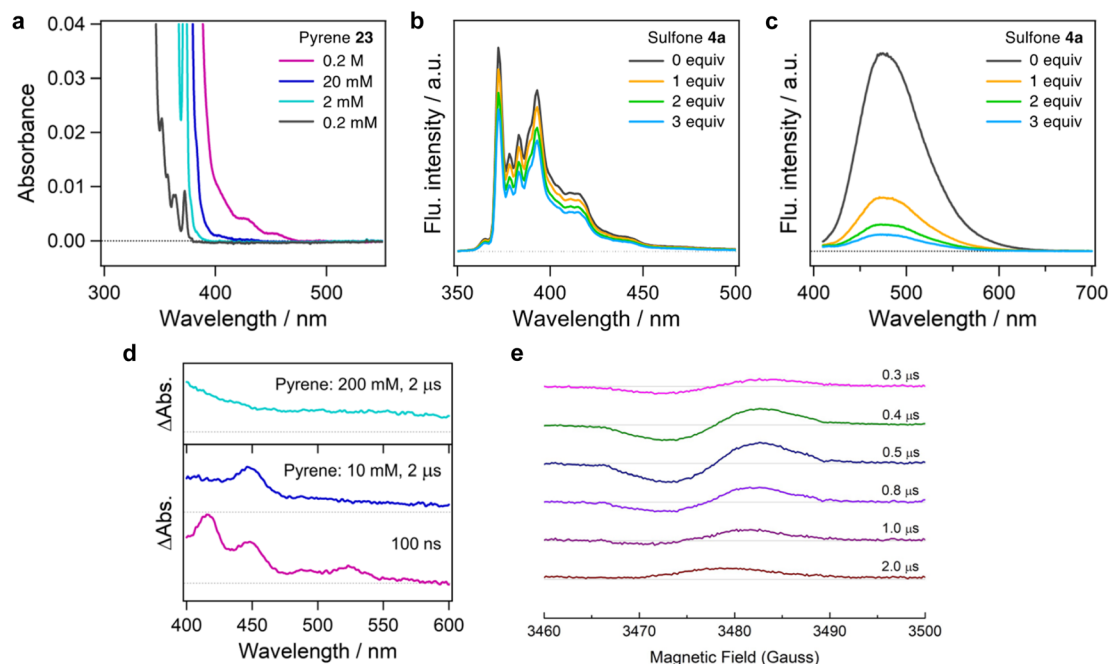 a
0.04
0.03
0.02
0.01
0.00
Absorbance
Pyrene 23
0.2 M
20 mM
2 mM
0.2 mM
300
400
500
Wavelength / nm
b
Flu. intensity / a.u.
Sulfone 4a
0 equiv
1 equiv
2 equiv
3 equiv
350
400
450
500
Wavelength / nm
c
Flu. intensity / a.u.
Sulfone 4a
0 equiv
1 equiv
2 equiv
3 equiv
400
500
600
700
Wavelength / nm
d
ΔAbs.
Pyrene: 200 mM, 2 μs
ΔAbs.
Pyrene: 10 mM, 2 μs
100 ns
400
450
500
550
600
Wavelength / nm
e
0.3 μs
0.4 μs
0.5 μs
0.8 μs
1.0 μs
2.0 μs
3460
3470
3480
3490
3500
Magnetic Field (Gauss)